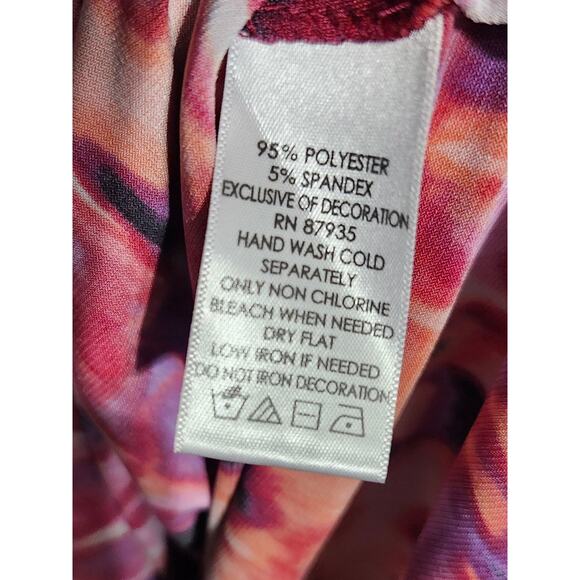 95% POLYESTER
5% SPANDEX
EXCLUSIVE OF DECORATION
RN 87935
HAND WASH COLD
SEPARATELY
ONLY NON CHLORINE
BLEACH WHEN NEEDED
DRY FLAT
LOW IRON IF NEEDED
DO NOT IRON DECORATION